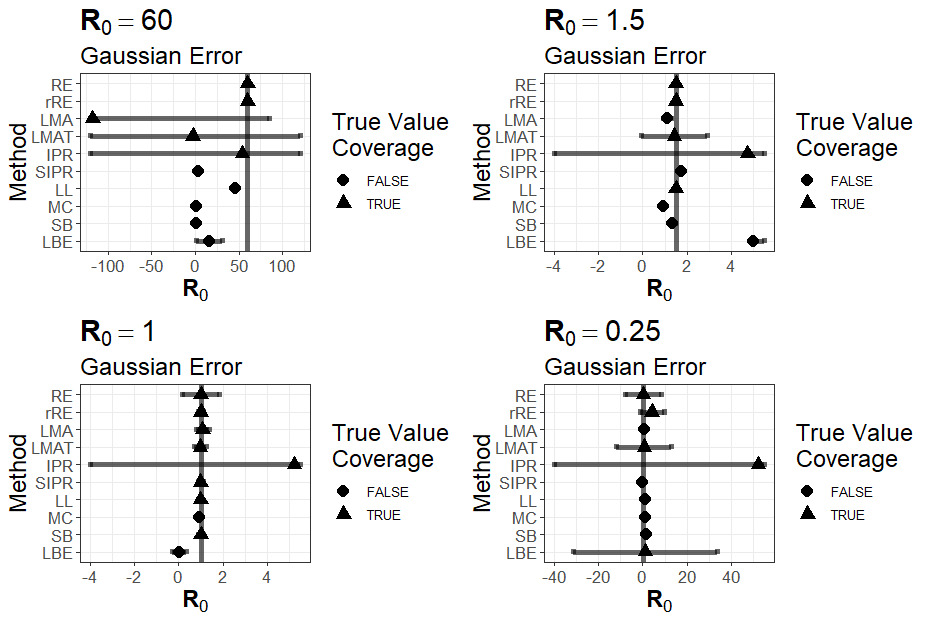 R0 = 60
Gaussian Error
Method
RE
rRE
LMA
LMAT
IPR
SIPR
LL
MC
SB
LBE
-100 -50 0 50 100
R0
True Value
Coverage
FALSE
TRUE
R0 = 1.5
Gaussian Error
Method
RE
rRE
LMA
LMAT
IPR
SIPR
LL
MC
SB
LBE
-4 -2 0 2 4
R0
True Value
Coverage
FALSE
TRUE
R0 = 1
Gaussian Error
Method
RE
rRE
LMA
LMAT
IPR
SIPR
LL
MC
SB
LBE
-4 -2 0 2 4
R0
True Value
Coverage
FALSE
TRUE
R0 = 0.25
Gaussian Error
Method
RE
rRE
LMA
LMAT
IPR
SIPR
LL
MC
SB
LBE
-40 -20 0 20 40
R0
True Value
Coverage
FALSE
TRUE